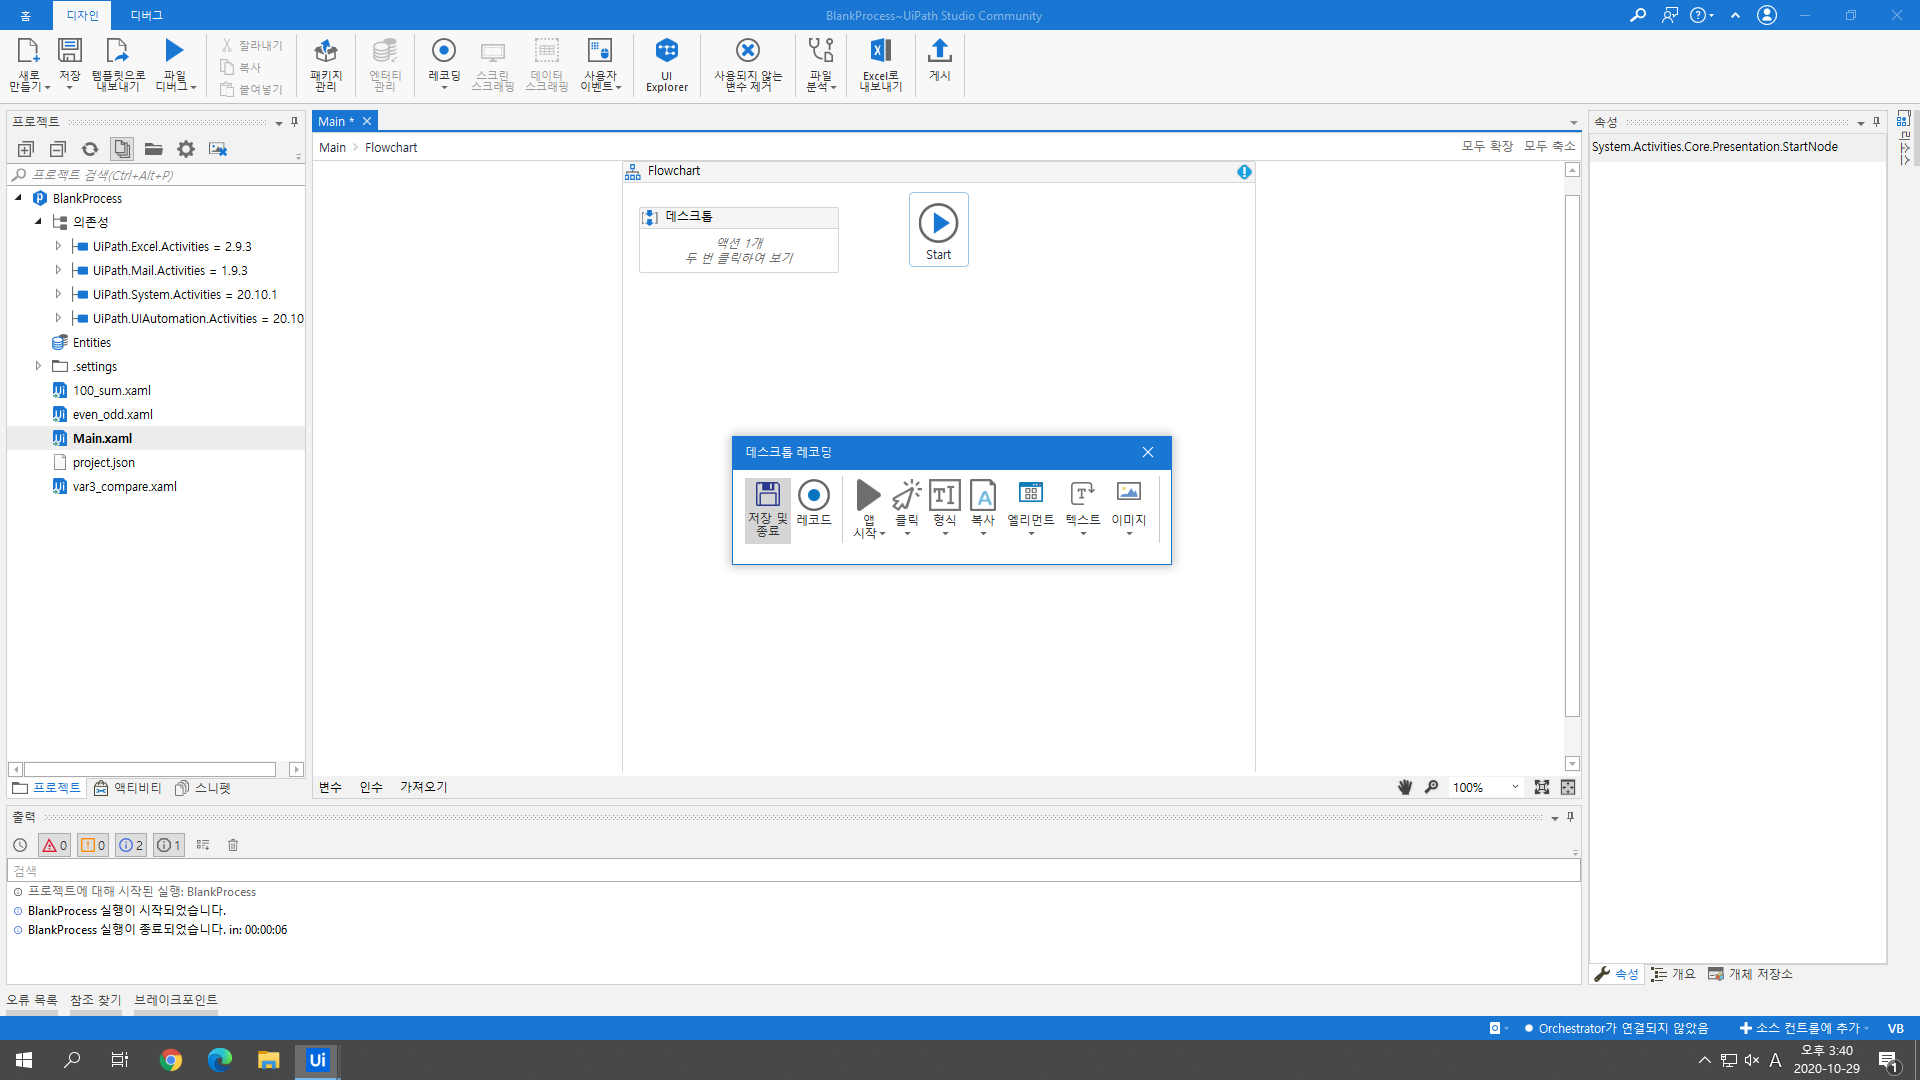 홈 디자인 디버그 BlankProcess~UiPath Studio Community
새로 만들기
저장
템플릿으로 내보내기
파일 디버그
잘라내기
복사
붙여넣기
패키지 관리
엔터티 관리
레코딩
스크린 스크래핑
데이터 스크래핑
사용자 이벤트
UI Explorer
사용되지 않는 변수 제거
파일 분석
Excel로 내보내기
게시
프로젝트
프로젝트 검색(Ctrl+Alt+P)
BlankProcess
의존성
UiPath.Excel.Activities = 2.9.3
UiPath.Mail.Activities = 1.9.3
UiPath.System.Activities = 20.10.1
UiPath.UIAutomation.Activities = 20.10
Entities
.settings
100_sum.xaml
even_odd.xaml
Main.xaml
project.json
var3_compare.xaml
프로젝트 액티비티 스니펫
Main *
Main Flowchart 모두 확장 모두 축소
Flowchart
데스크톱
액션 1개
두 번 클릭하여 보기
Start
데스크톱 레코딩
저장 및 종료
레코드
앱 시작
클릭
형식
복사
엘리먼트
텍스트
이미지
변수 인수 가져오기 100%
속성
System.Activities.Core.Presentation.StartNode
리소스
속성 개요 개체 저장소
출력
0 0 2 1
검색
프로젝트에 대해 시작된 실행: BlankProcess
BlankProcess 실행이 시작되었습니다.
BlankProcess 실행이 종료되었습니다. in: 00:00:06
오류 목록 참조 찾기 브레이크포인트
Orchestrator가 연결되지 않았음 소스 컨트롤에 추가 VB
Ui A 오후 3:40
2020-10-29 1